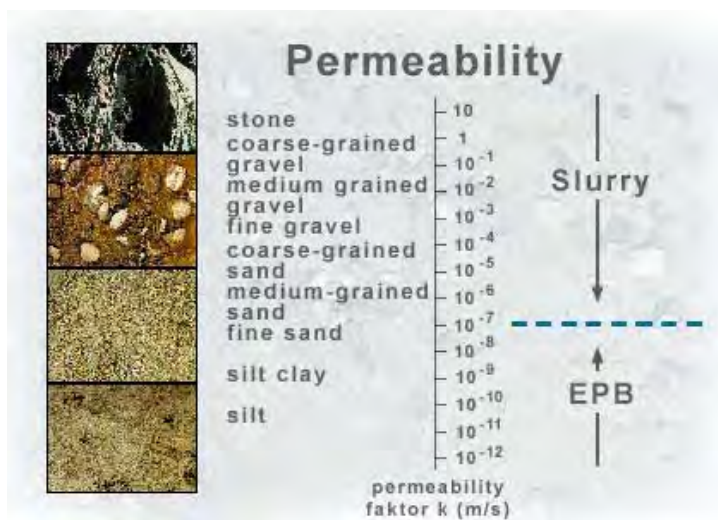 Permeability
stone
coarse-grained
gravel
medium grained
gravel
fine gravel
coarse-grained
sand
medium-grained
sand
fine sand
silt clay
silt
10
1
10⁻¹
10⁻²
10⁻³
10⁻⁴
10⁻⁵
10⁻⁶
10⁻⁷
10⁻⁸
10⁻⁹
10⁻¹⁰
10⁻¹¹
10⁻¹²
permeability
faktor k (m/s)
Slurry
EPB